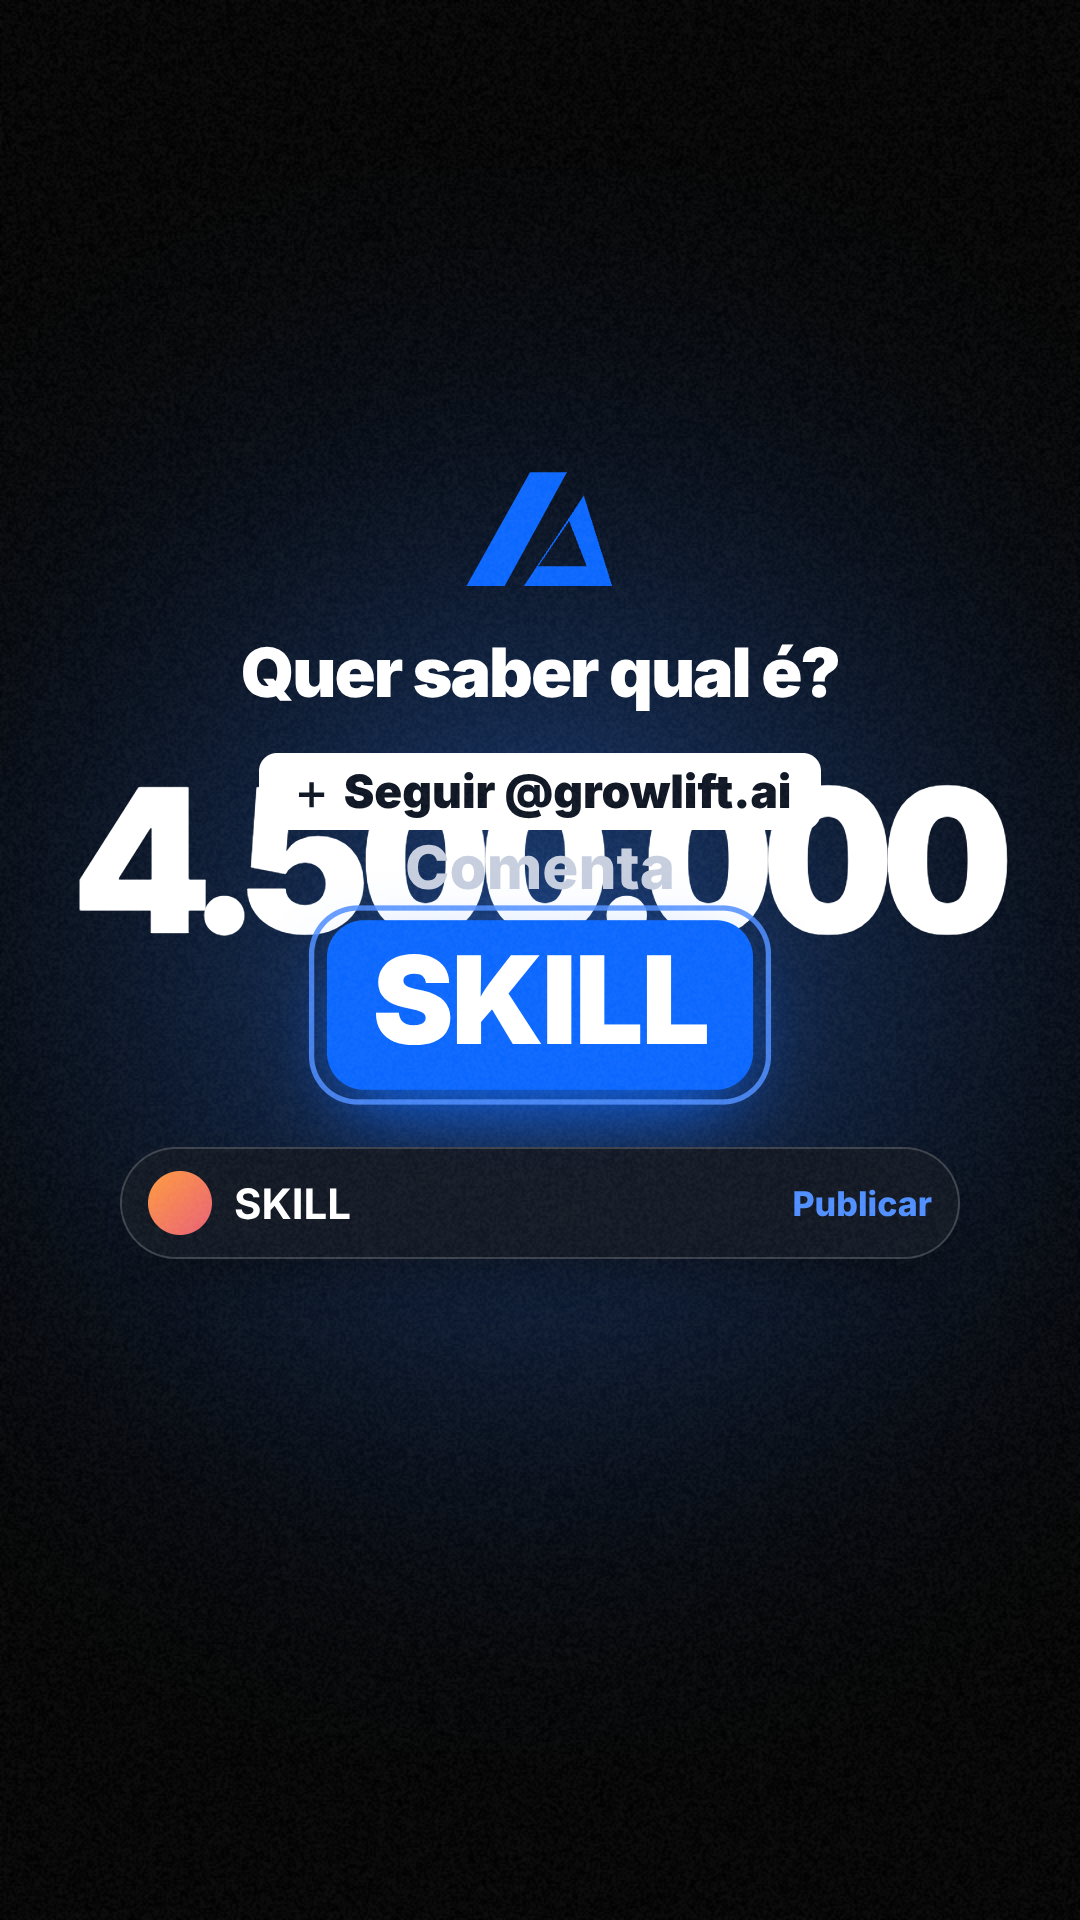 Quer saber qual é?
+ Seguir @growlift.ai
4.500.000
Comenta
SKILL
SKILL
Publicar